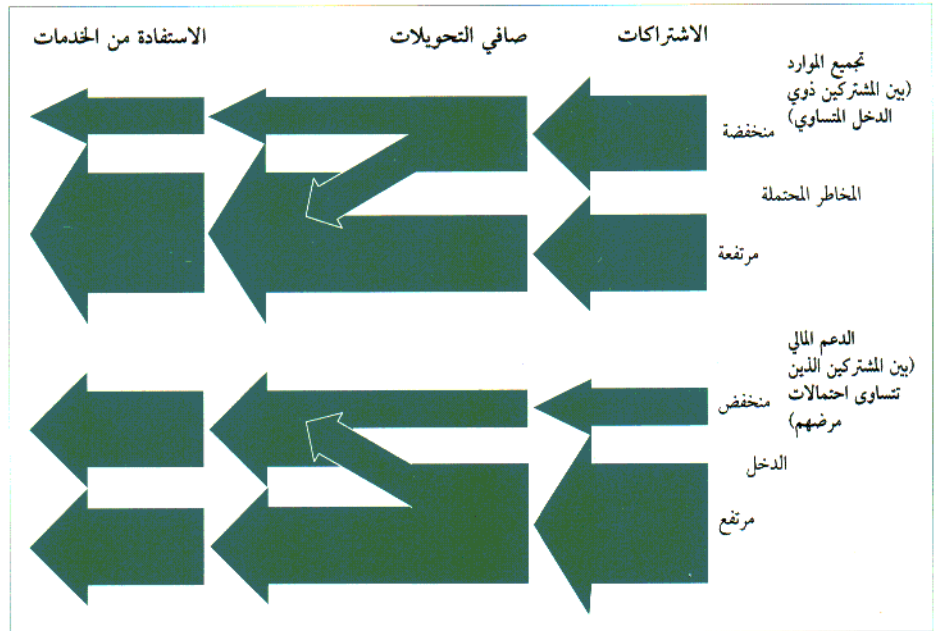 الاشتراكات
صافي التحويلات
الاستفادة من الخدمات
تجميع الموارد
(بين المشتركين ذوي
الدخل المتساوي)
منخفضة
المخاطر المحتملة
مرتفعة
الدعم المالي
(بين المشتركين الذين
تتساوى احتمالات
مرضهم)
منخفض
الدخل
مرتفع